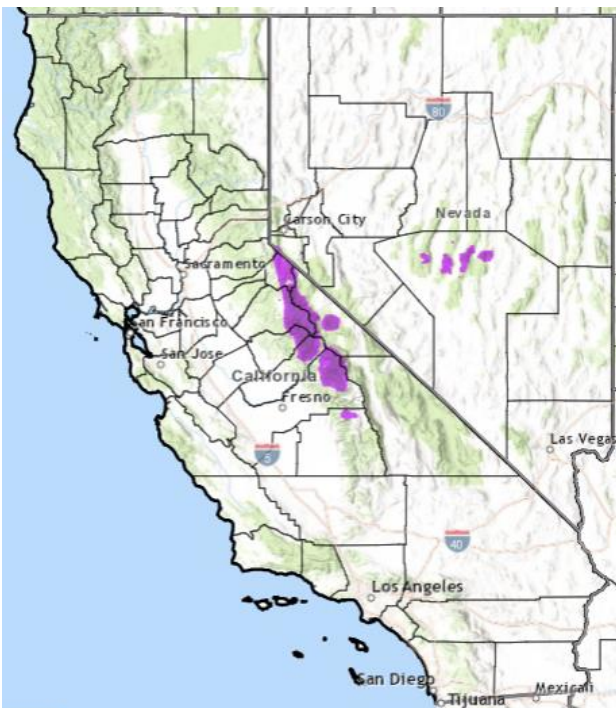 80
Carson City
Nevada
Sacramento
San Francisco
San Jose
California
Fresno
Las Vegas
5
40
Los Angeles
San Diego
Tijuana
Mexicali